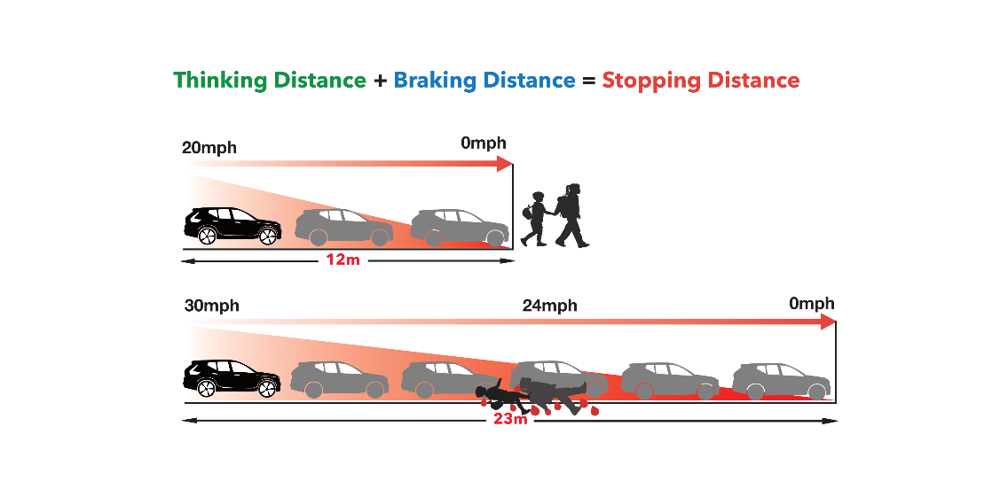 Thinking Distance + Braking Distance = Stopping Distance
20mph 0mph
12m
30mph 24mph 0mph
23m